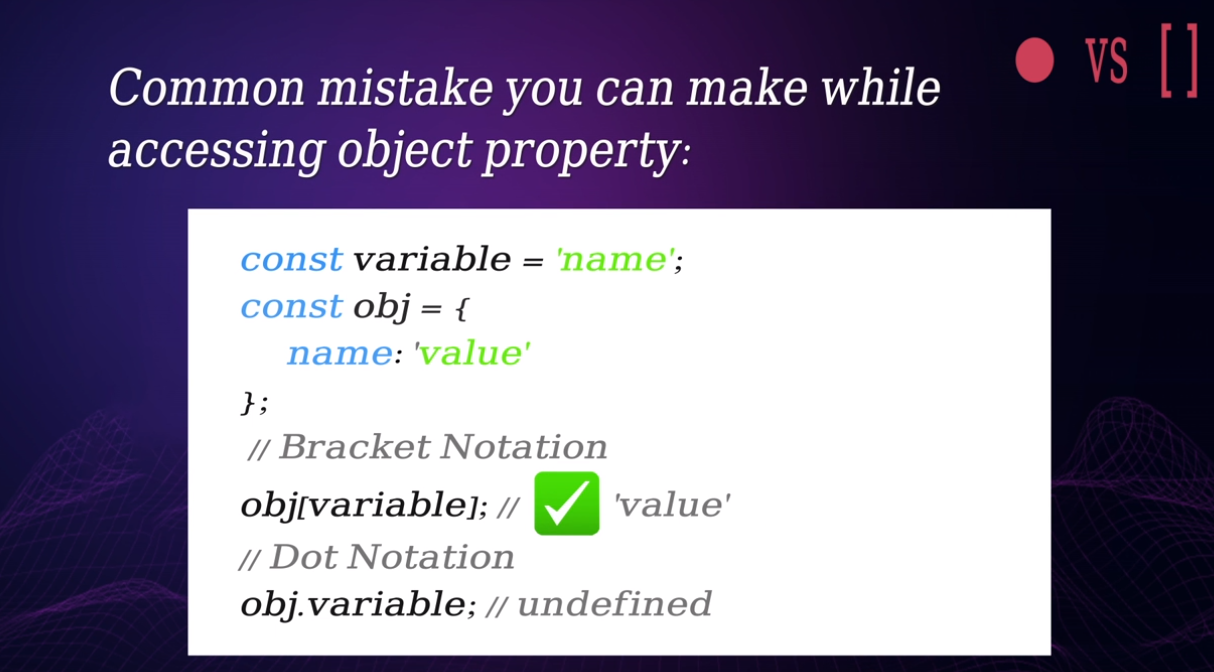 Common mistake you can make while
accessing object property:
● vs []
const variable = 'name';
const obj = {
name: 'value'
};
// Bracket Notation
obj[variable]; // ✅ 'value'
// Dot Notation
obj.variable; // undefined